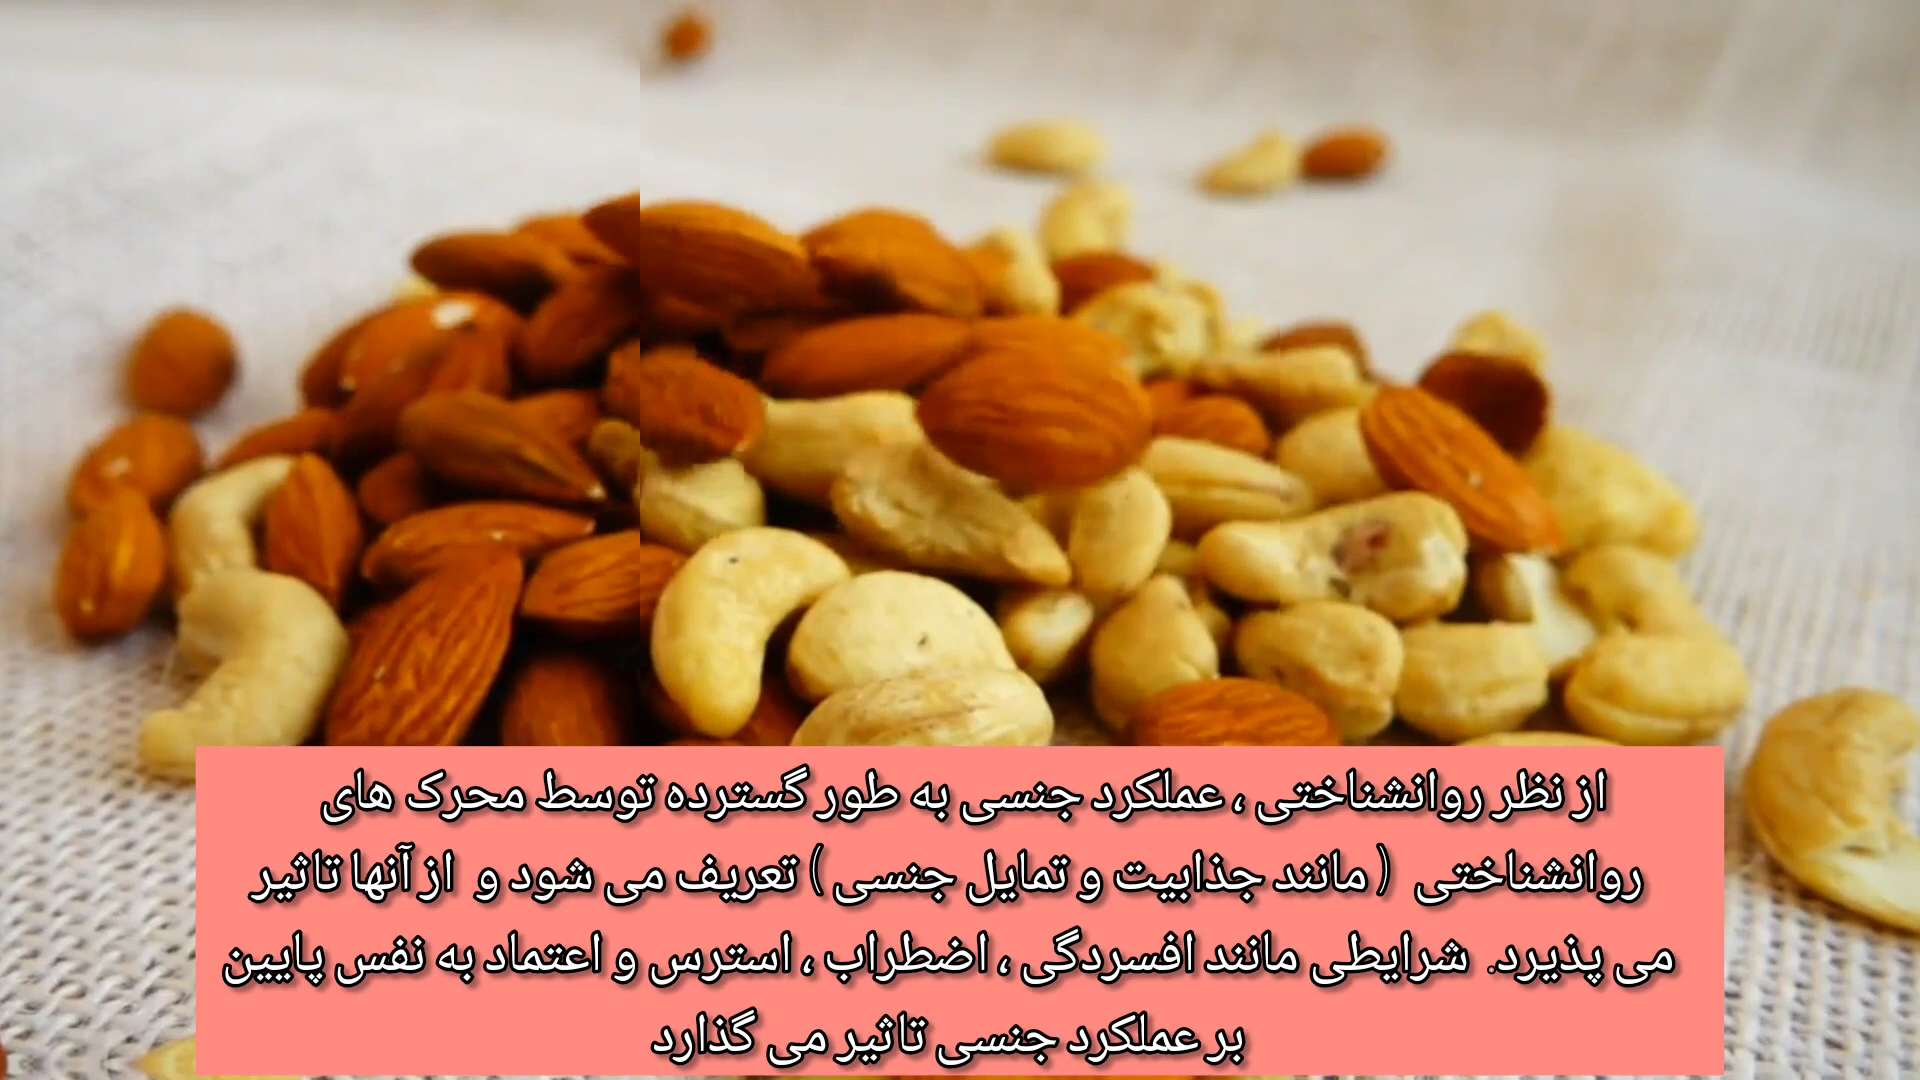 از نظر روانشناختی ، عملکرد جنسی به طور گسترده توسط محرک های
روانشناختی ( مانند جذابیت و تمایل جنسی ) تعریف می شود و از آنها تاثیر
می پذیرد. شرایطی مانند افسردگی ، اضطراب ، استرس و اعتماد به نفس پایین
بر عملکرد جنسی تاثیر می گذارد